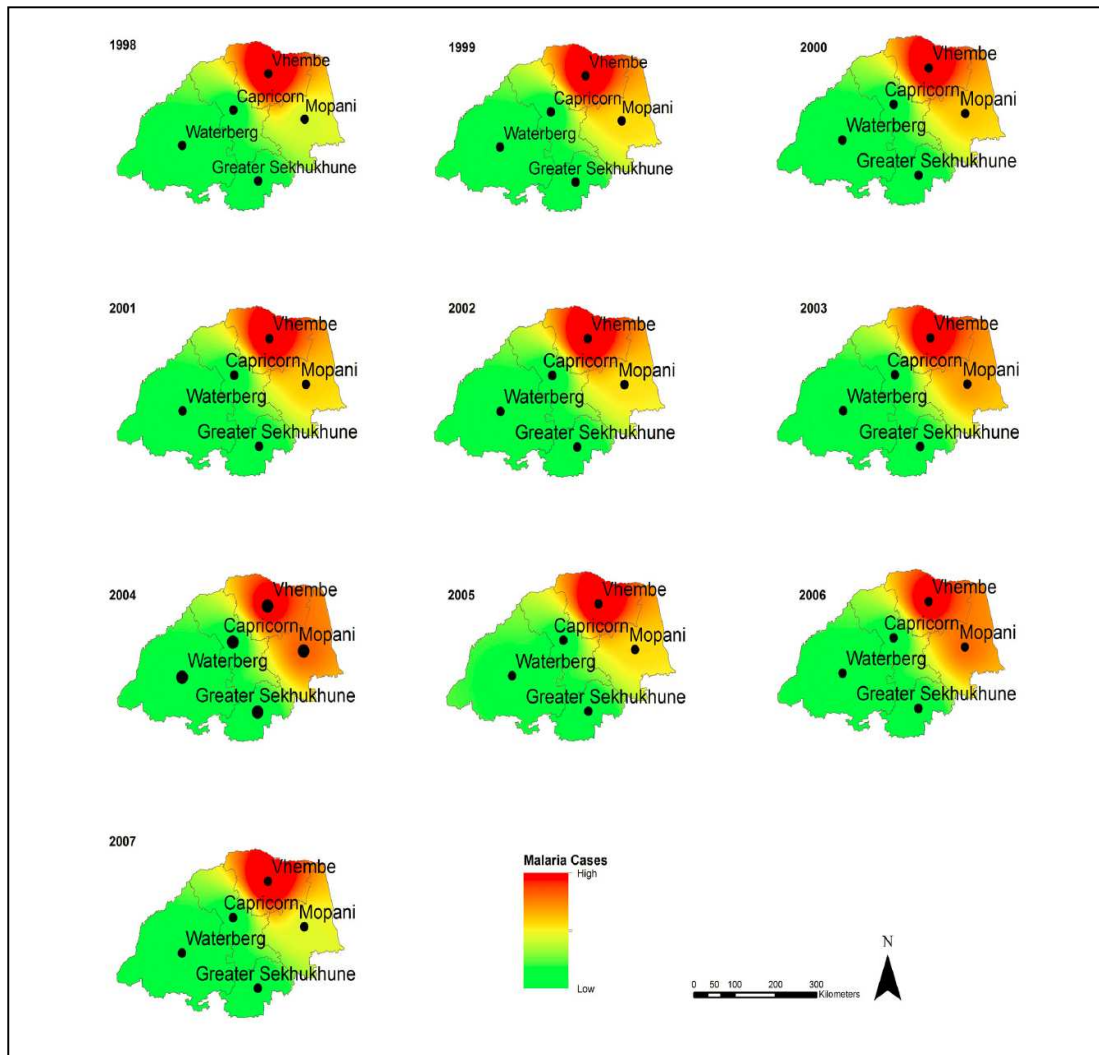 1998
Vhembe
Capricorn
Mopani
Waterberg
Greater Sekhukhune
1999
Vhembe
Capricorn
Mopani
Waterberg
Greater Sekhukhune
2000
Vhembe
Capricorn
Mopani
Waterberg
Greater Sekhukhune
2001
Vhembe
Capricorn
Mopani
Waterberg
Greater Sekhukhune
2002
Vhembe
Capricorn
Mopani
Waterberg
Greater Sekhukhune
2003
Vhembe
Capricorn
Mopani
Waterberg
Greater Sekhukhune
2004
Vhembe
Capricorn
Mopani
Waterberg
Greater Sekhukhune
2005
Vhembe
Capricorn
Mopani
Waterberg
Greater Sekhukhune
2006
Vhembe
Capricorn
Mopani
Waterberg
Greater Sekhukhune
2007
Vhembe
Capricorn
Mopani
Waterberg
Greater Sekhukhune
Malaria Cases
High
Low
0 50 100 200 300
Kilometers
N